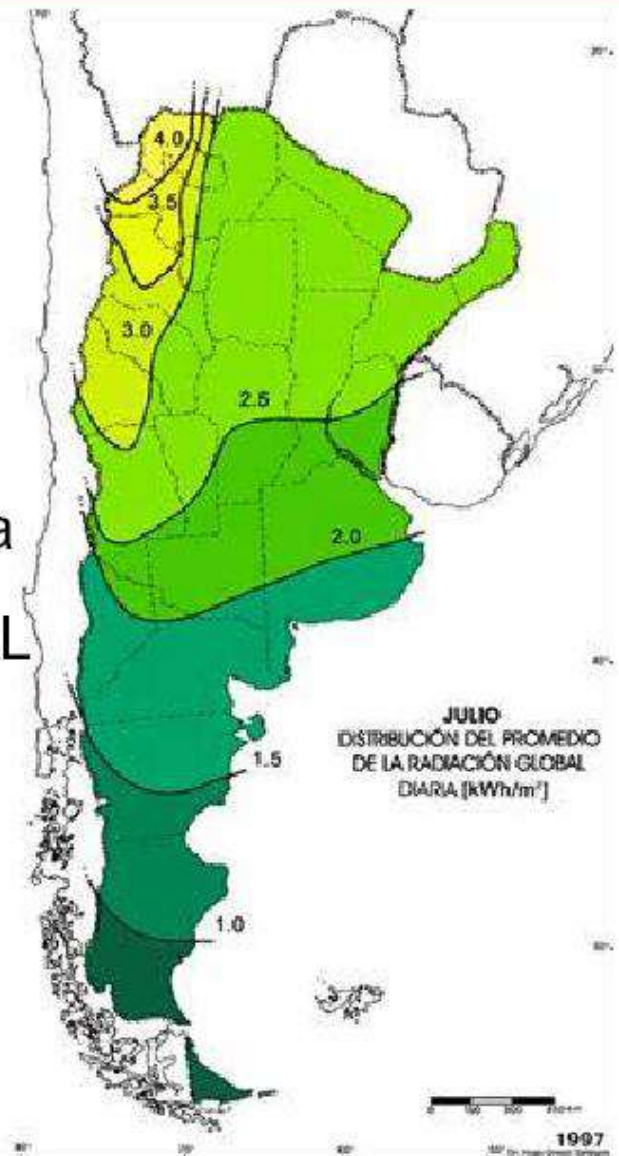 4.0
3.5
3.0
2.5
a
2.0
L
JULIO
DISTRIBUCIÓN DEL PROMEDIO
DE LA RADIACIÓN GLOBAL
DIARIA [kWh/m²]
1.5
1.0
1997